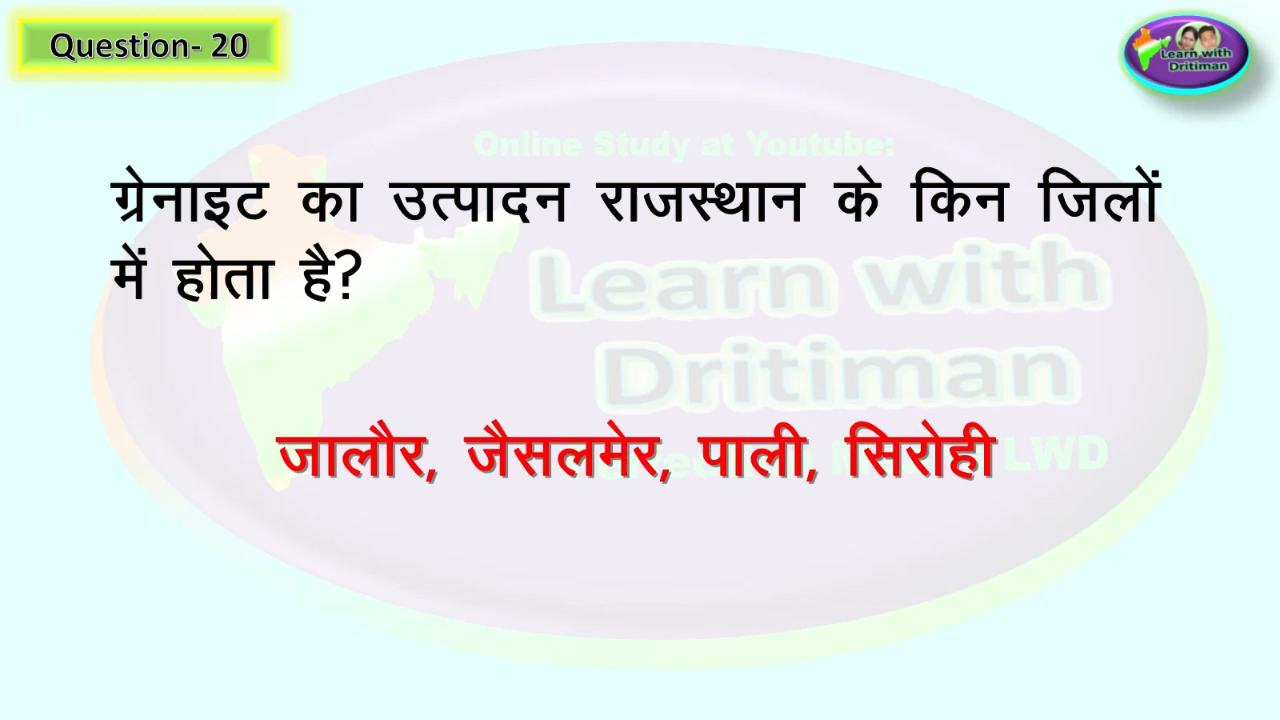 Question- 20
Learn with
Dritiman
Online Study at Youtube:
ग्रेनाइट का उत्पादन राजस्थान के किन जिलों
में होता है?
Learn with
Dritiman
जालौर, जैसलमेर, पाली, सिरोही
LWD